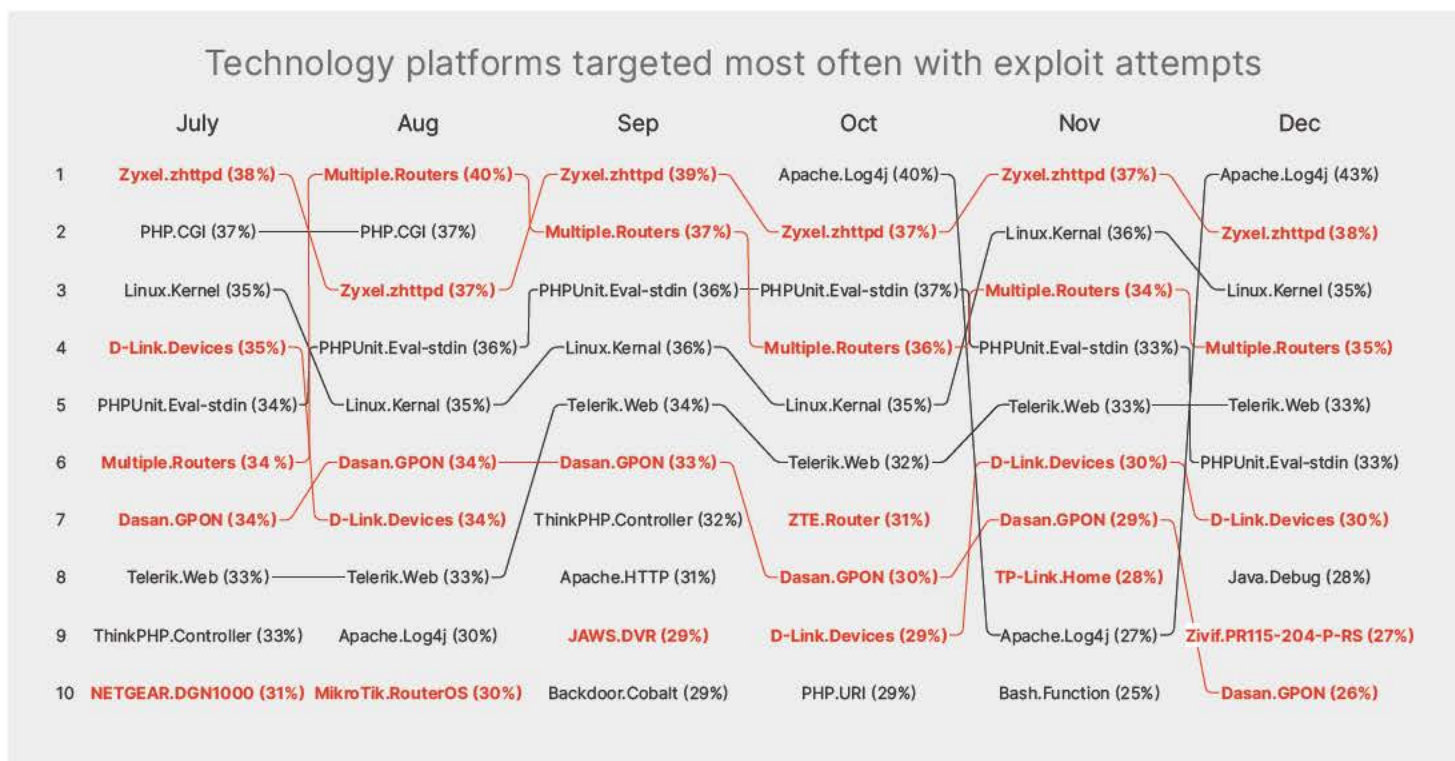 Technology platforms targeted most often with exploit attempts
July Aug Sep Oct Nov Dec
1 Zyxel.zhttpd (38%) Multiple.Routers (40%) Zyxel.zhttpd (39%) Apache.Log4j (40%) Zyxel.zhttpd (37%) Apache.Log4j (43%)
2 PHP.CGI (37%) PHP.CGI (37%) Multiple.Routers (37%) Zyxel.zhttpd (37%) Linux.Kernal (36%) Zyxel.zhttpd (38%)
3 Linux.Kernel (35%) Zyxel.zhttpd (37%) PHPUnit.Eval-stdin (36%) PHPUnit.Eval-stdin (37%) Multiple.Routers (34%) Linux.Kernel (35%)
4 D-Link.Devices (35%) PHPUnit.Eval-stdin (36%) Linux.Kernal (36%) Multiple.Routers (36%) PHPUnit.Eval-stdin (33%) Multiple.Routers (35%)
5 PHPUnit.Eval-stdin (34%) Linux.Kernal (35%) Telerik.Web (34%) Linux.Kernal (35%) Telerik.Web (33%) Telerik.Web (33%)
6 Multiple.Routers (34 %) Dasan.GPON (34%) Dasan.GPON (33%) Telerik.Web (32%) D-Link.Devices (30%) PHPUnit.Eval-stdin (33%)
7 Dasan.GPON (34%) D-Link.Devices (34%) ThinkPHP.Controller (32%) ZTE.Router (31%) Dasan.GPON (29%) D-Link.Devices (30%)
8 Telerik.Web (33%) Telerik.Web (33%) Apache.HTTP (31%) Dasan.GPON (30%) TP-Link.Home (28%) Java.Debug (28%)
9 ThinkPHP.Controller (33%) Apache.Log4j (30%) JAWS.DVR (29%) D-Link.Devices (29%) Apache.Log4j (27%) Zivif.PR115-204-P-RS (27%)
10 NETGEAR.DGN1000 (31%) MikroTik.RouterOS (30%) Backdoor.Cobalt (29%) PHP.URI (29%) Bash.Function (25%) Dasan.GPON (26%)